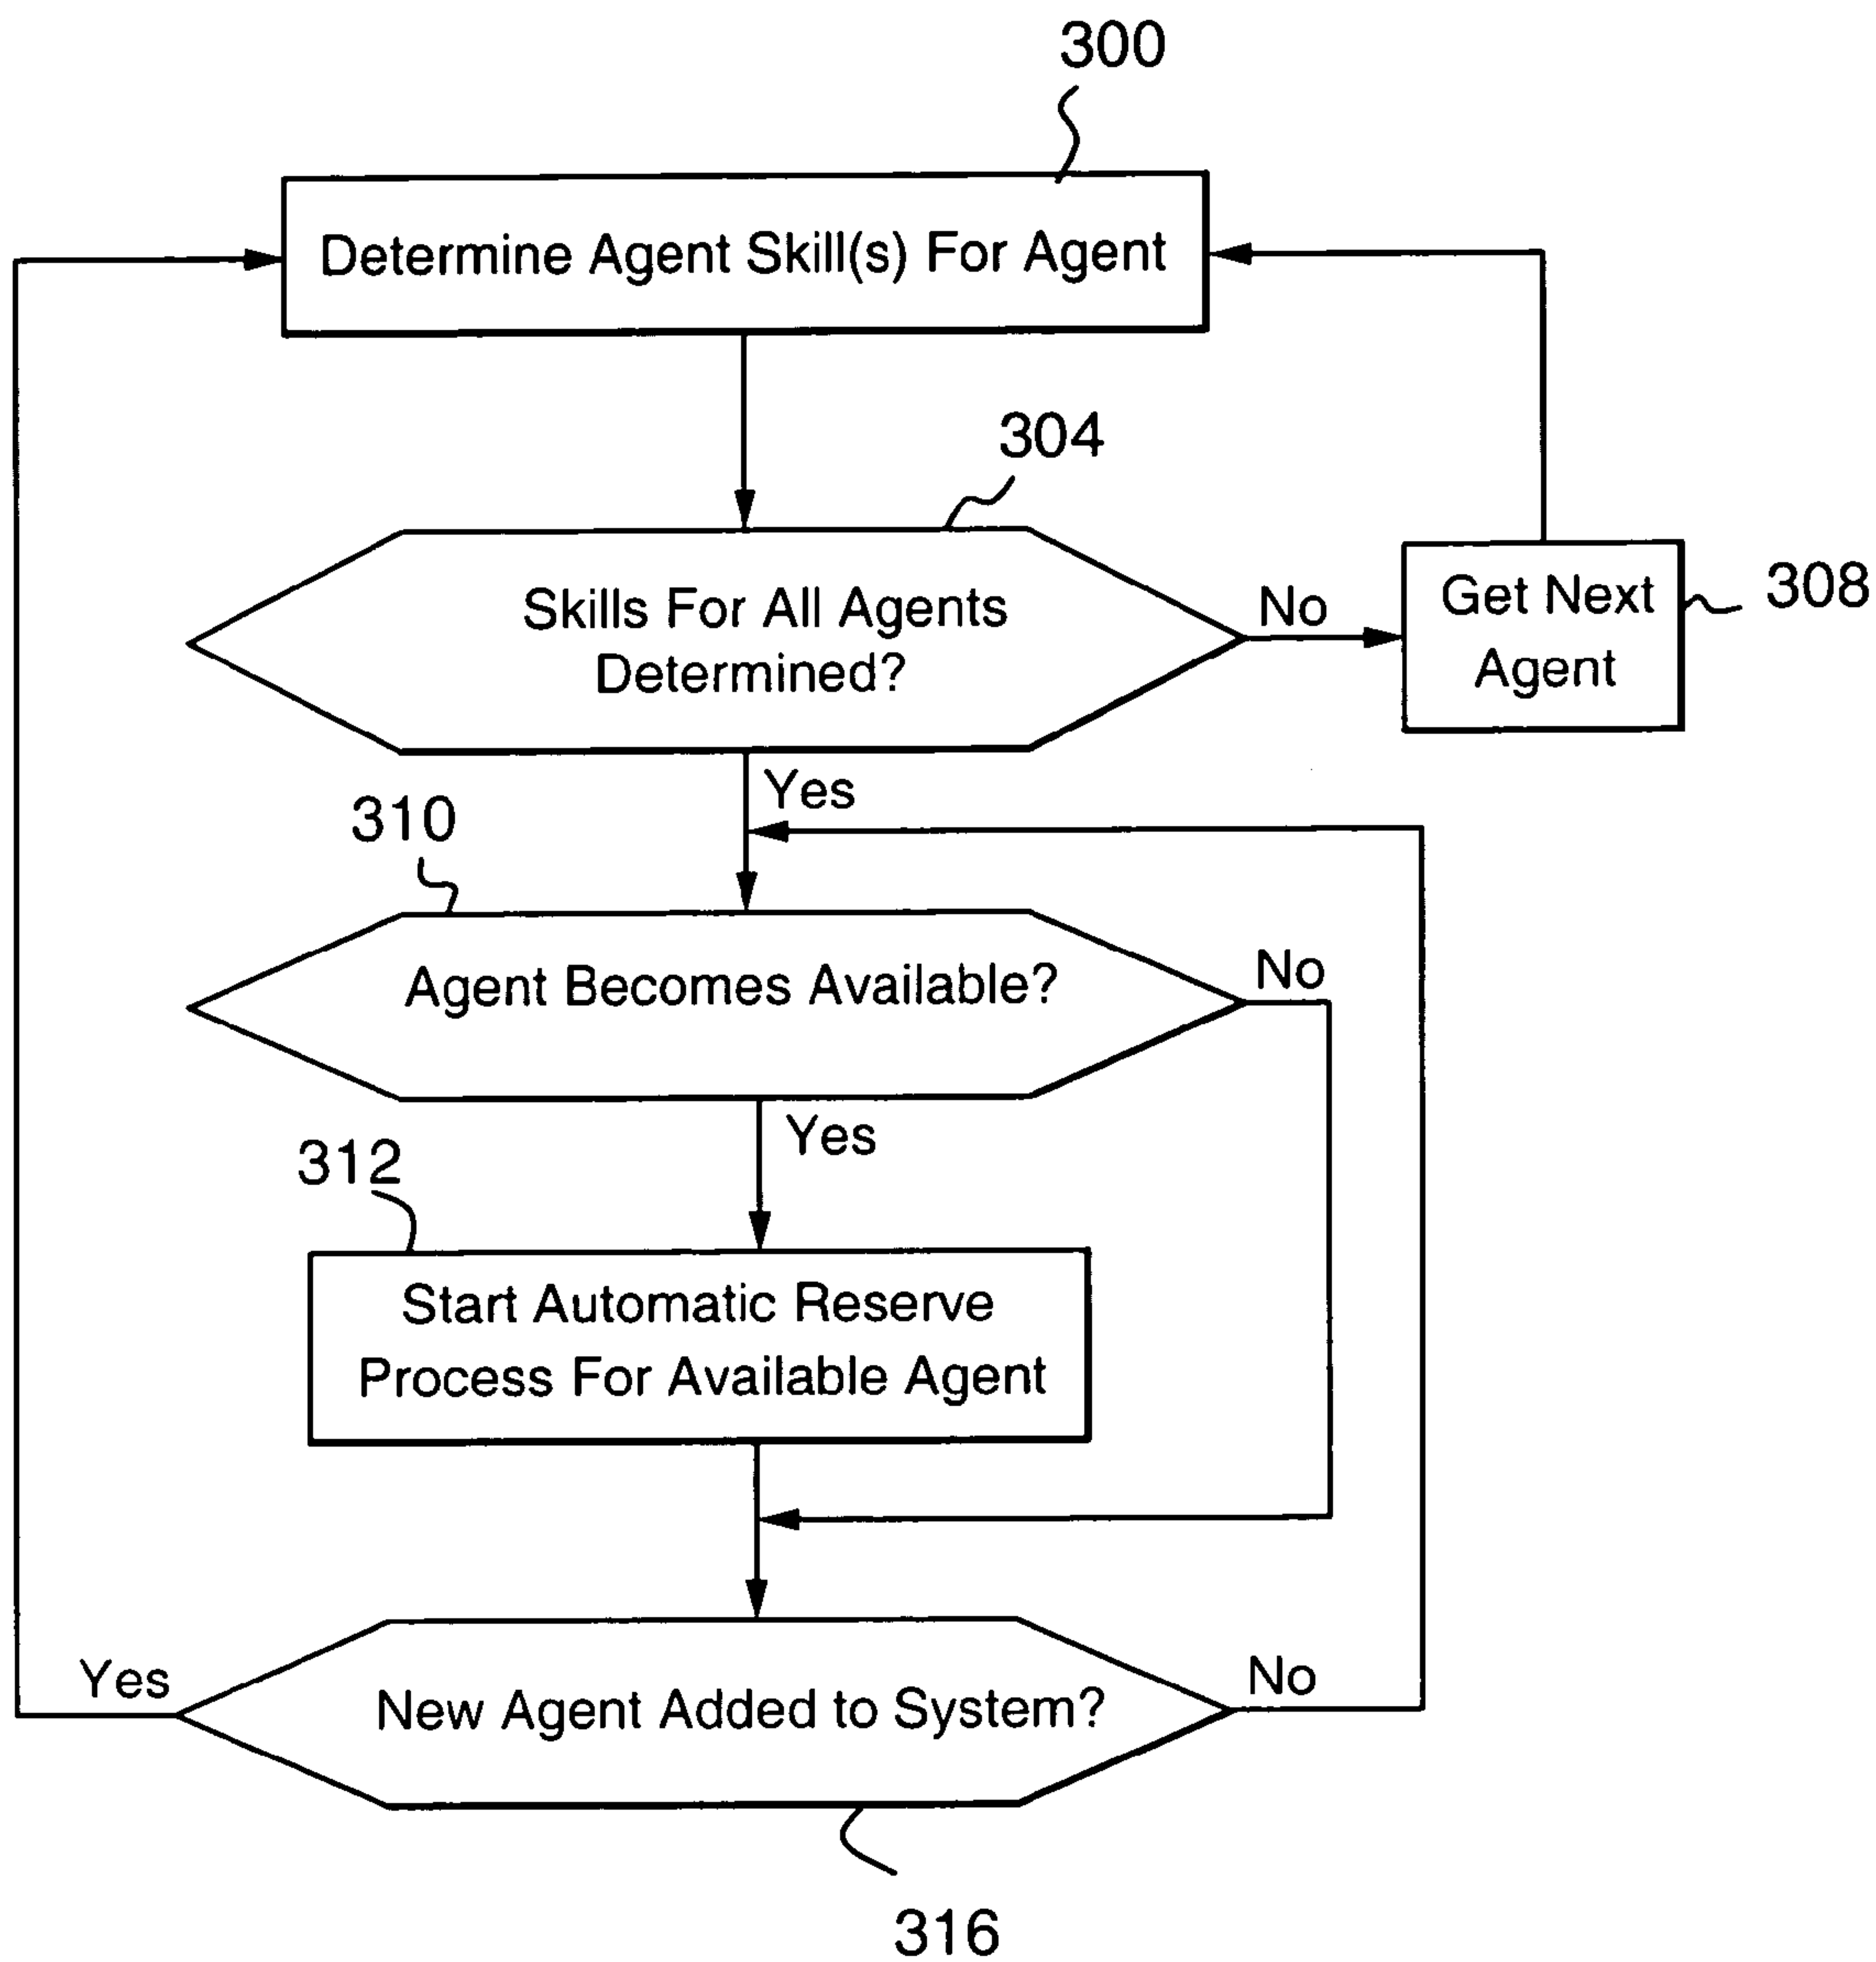 300
Determine Agent Skill(s) For Agent
304
Skills For All Agents
Determined?
No
Get Next
Agent
308
Yes
310
Agent Becomes Available?
No
Yes
312
Start Automatic Reserve
Process For Available Agent
Yes
New Agent Added to System?
No
316